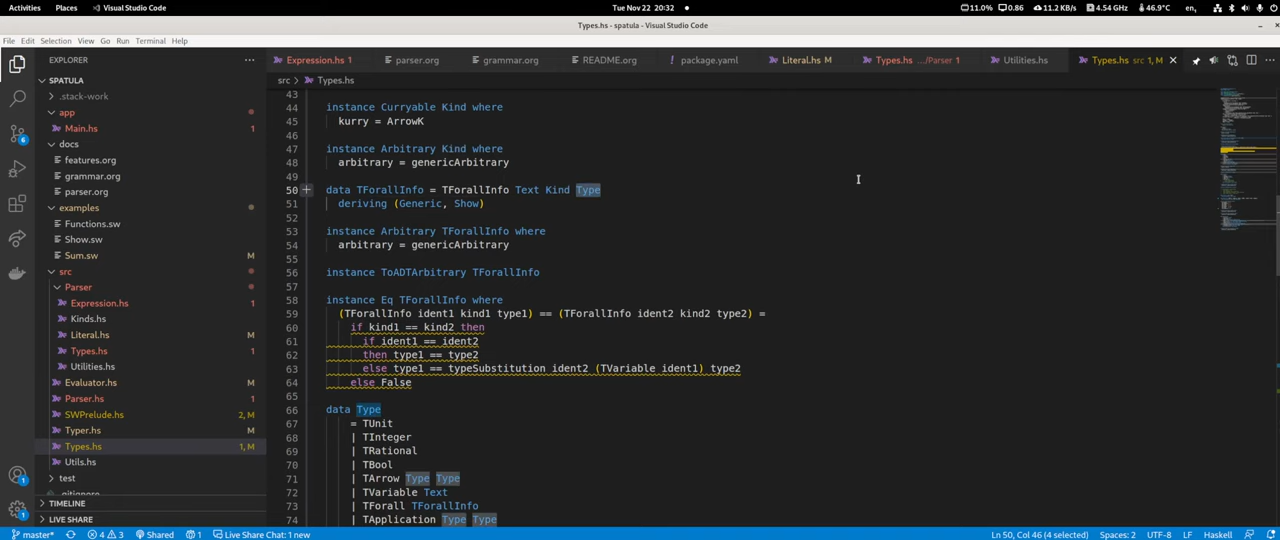 Activities Places Visual Studio Code Tue Nov 22 20:32 11.0% 0.86 11.2 KB/s 4.54 GHz 46.9°C en
Types.hs - spatula - Visual Studio Code
File Edit Selection View Go Run Terminal Help
EXPLORER Expression.hs 1 parser.org grammar.org README.org package.yaml Literal.hs M Types.hs .../Parser 1 Utilities.hs Types.hs src 1, M
SPATULA src > Types.hs
.stack-work
app
Main.hs 1
docs
features.org
grammar.org
parser.org
examples
Functions.sw
Show.sw
Sum.sw M
src
Parser
Expression.hs 1
Kinds.hs
Literal.hs M
Types.hs 1
Utilities.hs
Evaluator.hs M
Parser.hs 1
SWPrelude.hs 2, M
Typer.hs M
Types.hs 1, M
Utils.hs
test
.gitignore
TIMELINE
LIVE SHARE
43
44 instance Curryable Kind where
45 kurry = ArrowK
46
47 instance Arbitrary Kind where
48 arbitrary = genericArbitrary
49
50 data TForallInfo = TForallInfo Text Kind Type
51 deriving (Generic, Show)
52
53 instance Arbitrary TForallInfo where
54 arbitrary = genericArbitrary
55
56 instance ToADTArbitrary TForallInfo
57
58 instance Eq TForallInfo where
59 (TForallInfo ident1 kind1 type1) == (TForallInfo ident2 kind2 type2) =
60 if kind1 == kind2 then
61 if ident1 == ident2
62 then type1 == type2
63 else type1 == typeSubstitution ident2 (TVariable ident1) type2
64 else False
65
66 data Type
67 = TUnit
68 | TInteger
69 | TRational
70 | TBool
71 | TArrow Type Type
72 | TVariable Text
73 | TForall TForallInfo
74 | TApplication Type Type
master* 4 3 Shared 1 Live Share Chat: 1 new Ln 50, Col 46 (4 selected) Spaces: 2 UTF-8 LF Haskell